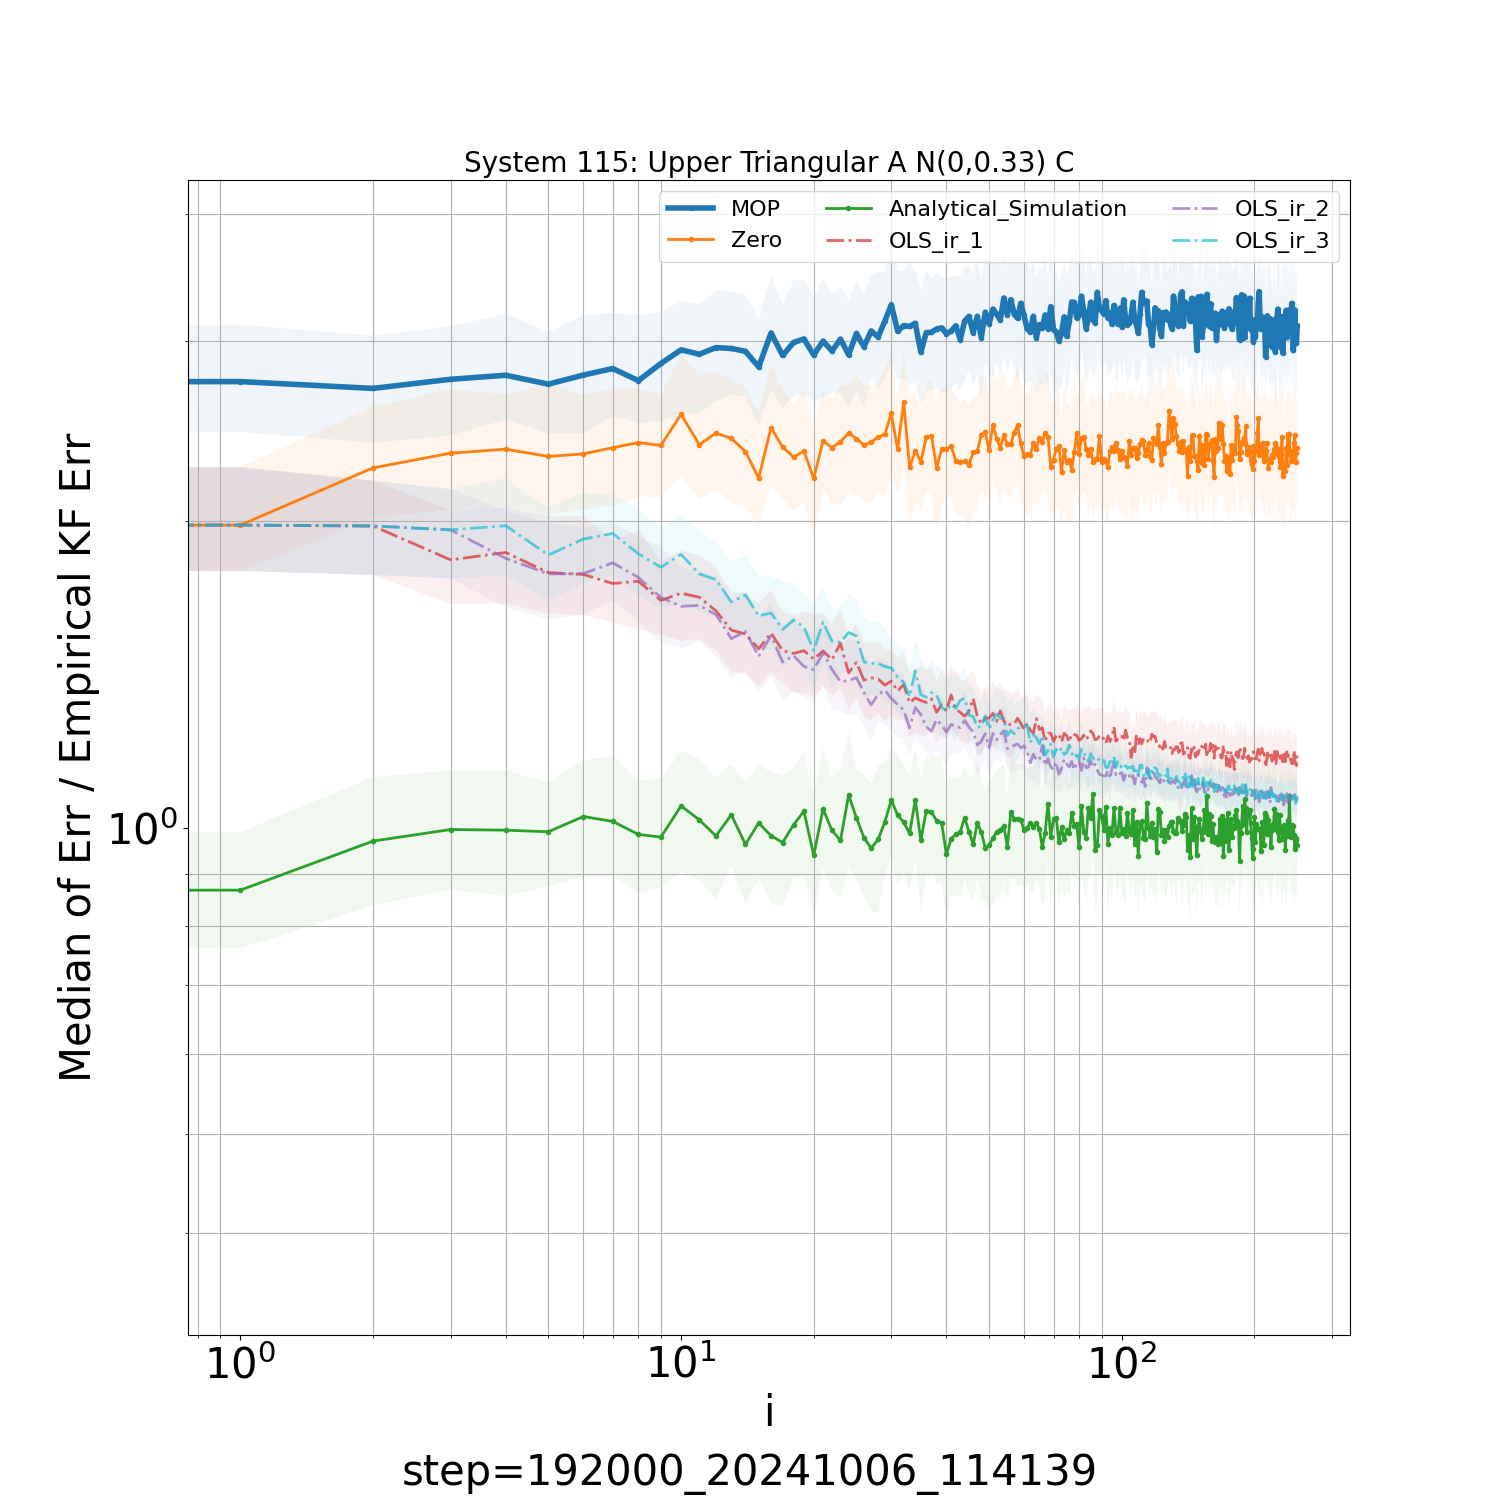 System 115: Upper Triangular A N(0,0.33) C
MOP
Zero
Analytical_Simulation
OLS_ir_1
OLS_ir_2
OLS_ir_3
Median of Err / Empirical KF Err
10⁰
10⁰ 10¹ 10²
i
step=192000_20241006_114139